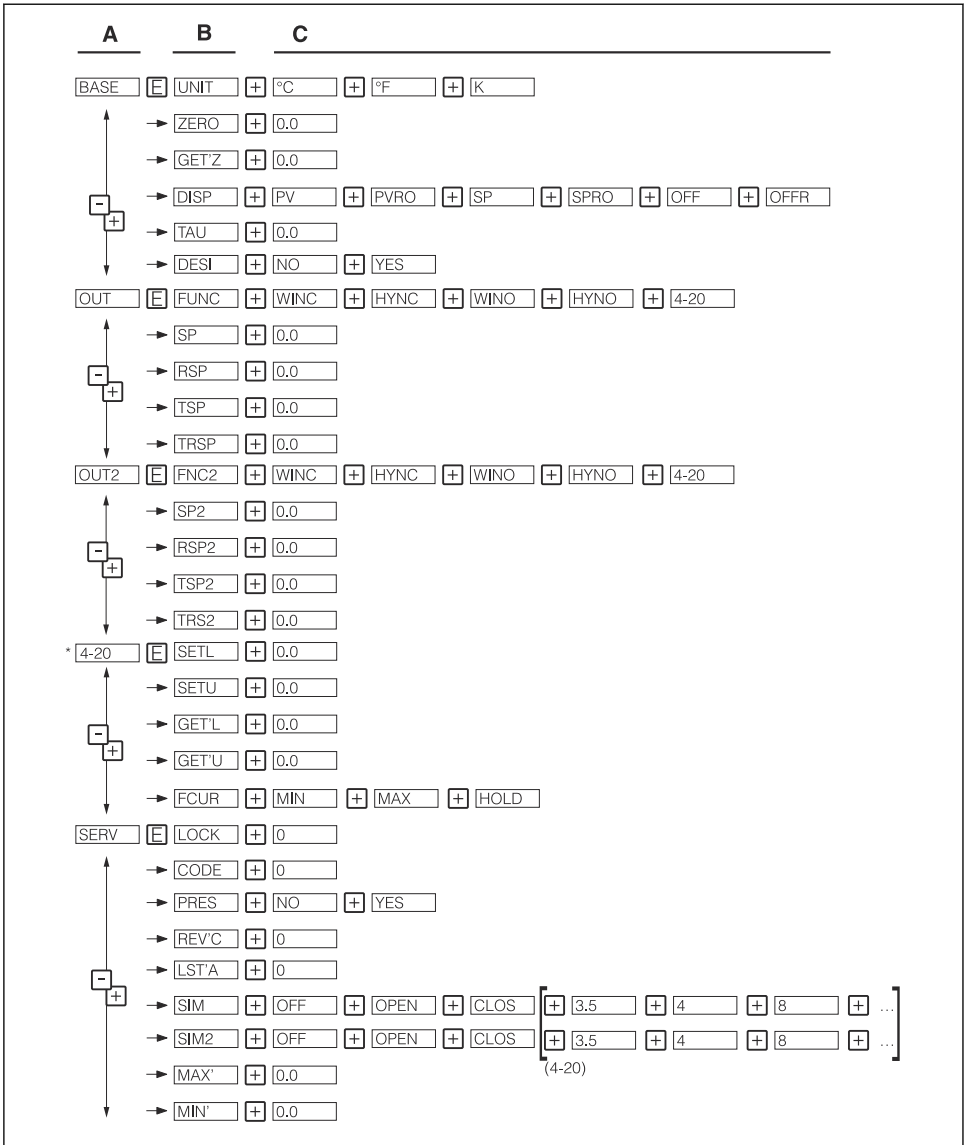 A B C
BASE E UNIT + °C + °F + K
ZERO + 0.0
GET'Z + 0.0
DISP + PV + PVRO + SP + SPRO + OFF + OFFR
- +
TAU + 0.0
DESI + NO + YES
OUT E FUNC + WINC + HYNC + WINO + HYNO + 4-20
SP + 0.0
RSP + 0.0
- +
TSP + 0.0
TRSP + 0.0
OUT2 E FNC2 + WINC + HYNC + WINO + HYNO + 4-20
SP2 + 0.0
RSP2 + 0.0
- +
TSP2 + 0.0
TRS2 + 0.0
* 4-20 E SETL + 0.0
SETU + 0.0
GET'L + 0.0
- +
GET'U + 0.0
FCUR + MIN + MAX + HOLD
SERV E LOCK + 0
CODE + 0
PRES + NO + YES
REV'C + 0
LST'A + 0
- +
SIM + OFF + OPEN + CLOS [ + 3.5 + 4 + 8 + ... ]
SIM2 + OFF + OPEN + CLOS [ + 3.5 + 4 + 8 + ... ]
(4-20)
MAX' + 0.0
MIN' + 0.0